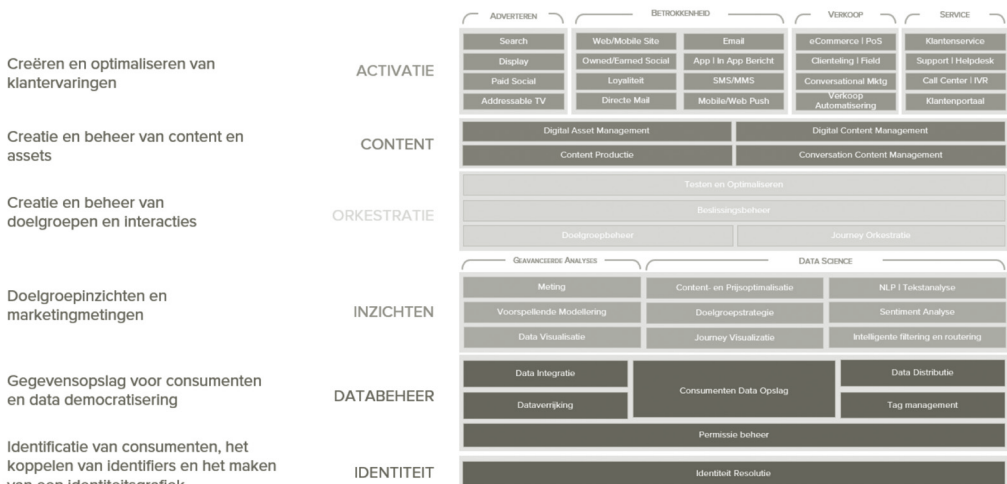 ADVERTEREN
BETROKKENHEID
VERKOOP
SERVICE
Creëren en optimaliseren van
klantervaringen
ACTIVATIE
Search
Web/Mobile Site
Email
eCommerce | PoS
Klantenservice
Display
Owned/Earned Social
App | In App Bericht
Clienteling | Field
Support | Helpdesk
Paid Social
Loyaliteit
SMS/MMS
Conversational Mktg
Call Center | IVR
Addressable TV
Directe Mail
Mobile/Web Push
Verkoop
Automatisering
Klantenportaal
Creatie en beheer van content en
assets
CONTENT
Digital Asset Management
Digital Content Management
Content Productie
Conversation Content Management
Creatie en beheer van
doelgroepen en interacties
ORKESTRATIE
Testen en Optimaliseren
Beslissingsbeheer
Doelgroepbeheer
Journey Orkestratie
GEAVANCEERDE ANALYSES
DATA SCIENCE
Doelgroepinzichten en
marketingmetingen
INZICHTEN
Meting
Content- en Prijsoptimalisatie
NLP | Tekstanalyse
Voorspellende Modellering
Doelgroepstrategie
Sentiment Analyse
Data Visualisatie
Journey Visualizatie
Intelligente filtering en routering
Gegevensopslag voor consumenten
en data democratisering
DATABEHEER
Data Integratie
Consumenten Data Opslag
Data Distributie
Dataverrijking
Tag management
Permissie beheer
Identificatie van consumenten, het
koppelen van identifiers en het maken
van een identiteitsgrafiek
IDENTITEIT
Identiteit Resolutie